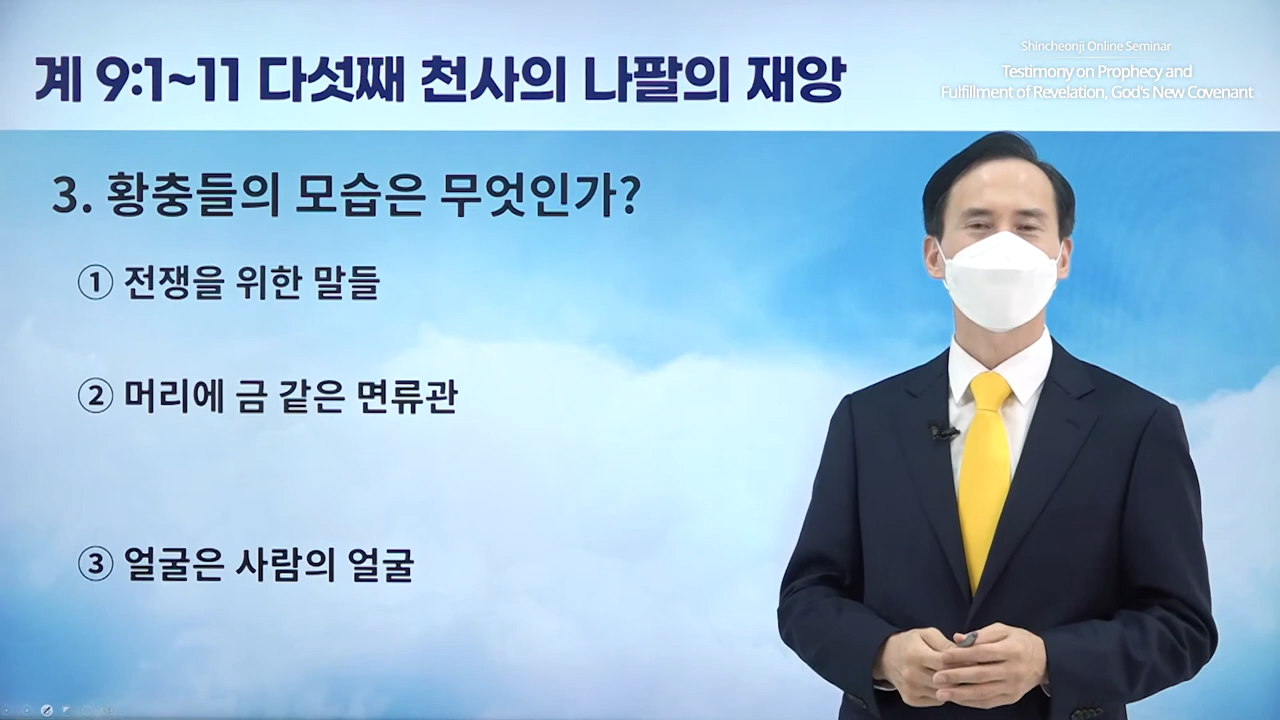 계 9:1~11 다섯째 천사의 나팔의 재앙
Shincheonji Online Seminar
Testimony on Prophecy and
Fulfillment of Revelation, God's New Covenant
3. 황충들의 모습은 무엇인가?
① 전쟁을 위한 말들
② 머리에 금 같은 면류관
③ 얼굴은 사람의 얼굴